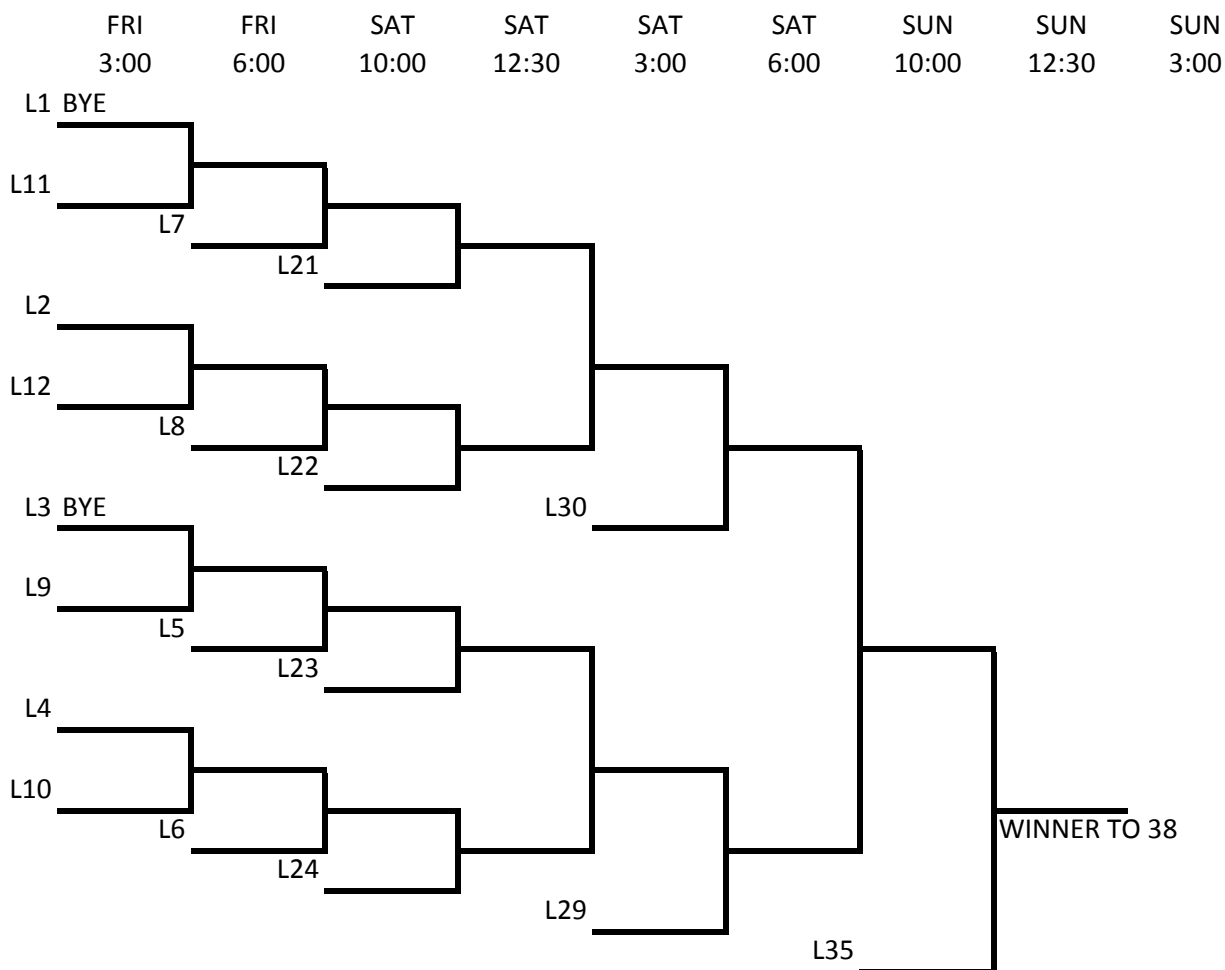 FRI FRI SAT SAT SAT SAT SUN SUN SUN
3:00 6:00 10:00 12:30 3:00 6:00 10:00 12:30 3:00
L1 BYE
L11
L7
L21
L2
L12
L8
L22
L3 BYE
L30
L9
L5
L23
L4
L10
L6
WINNER TO 38
L24
L29
L35